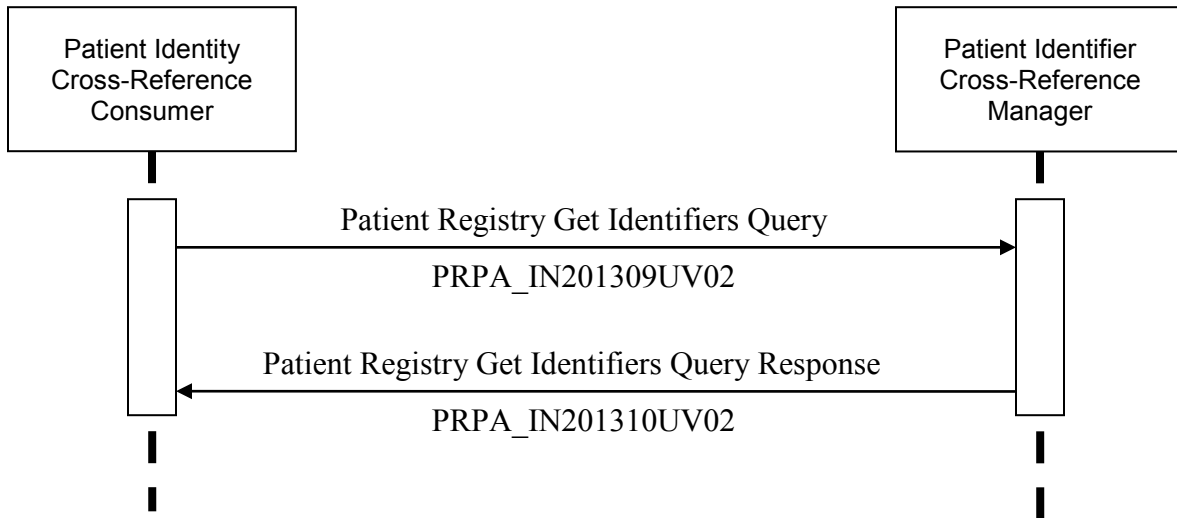 Patient Identity
Cross-Reference
Consumer
Patient Identifier
Cross-Reference
Manager
Patient Registry Get Identifiers Query
PRPA_IN201309UV02
Patient Registry Get Identifiers Query Response
PRPA_IN201310UV02